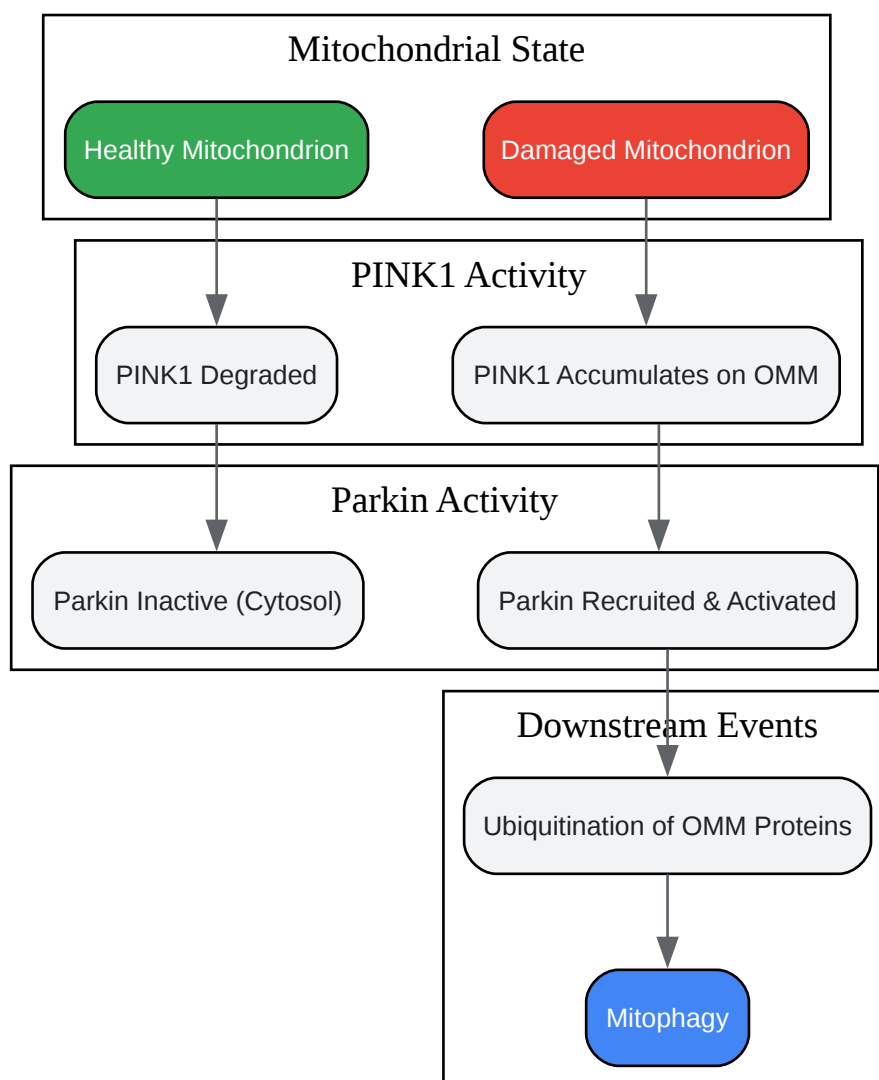 Mitochondrial State
Healthy Mitochondrion
Damaged Mitochondrion
PINK1 Activity
PINK1 Degraded
PINK1 Accumulates on OMM
Parkin Activity
Parkin Inactive (Cytosol)
Parkin Recruited & Activated
Downstream Events
Ubiquitination of OMM Proteins
Mitophagy